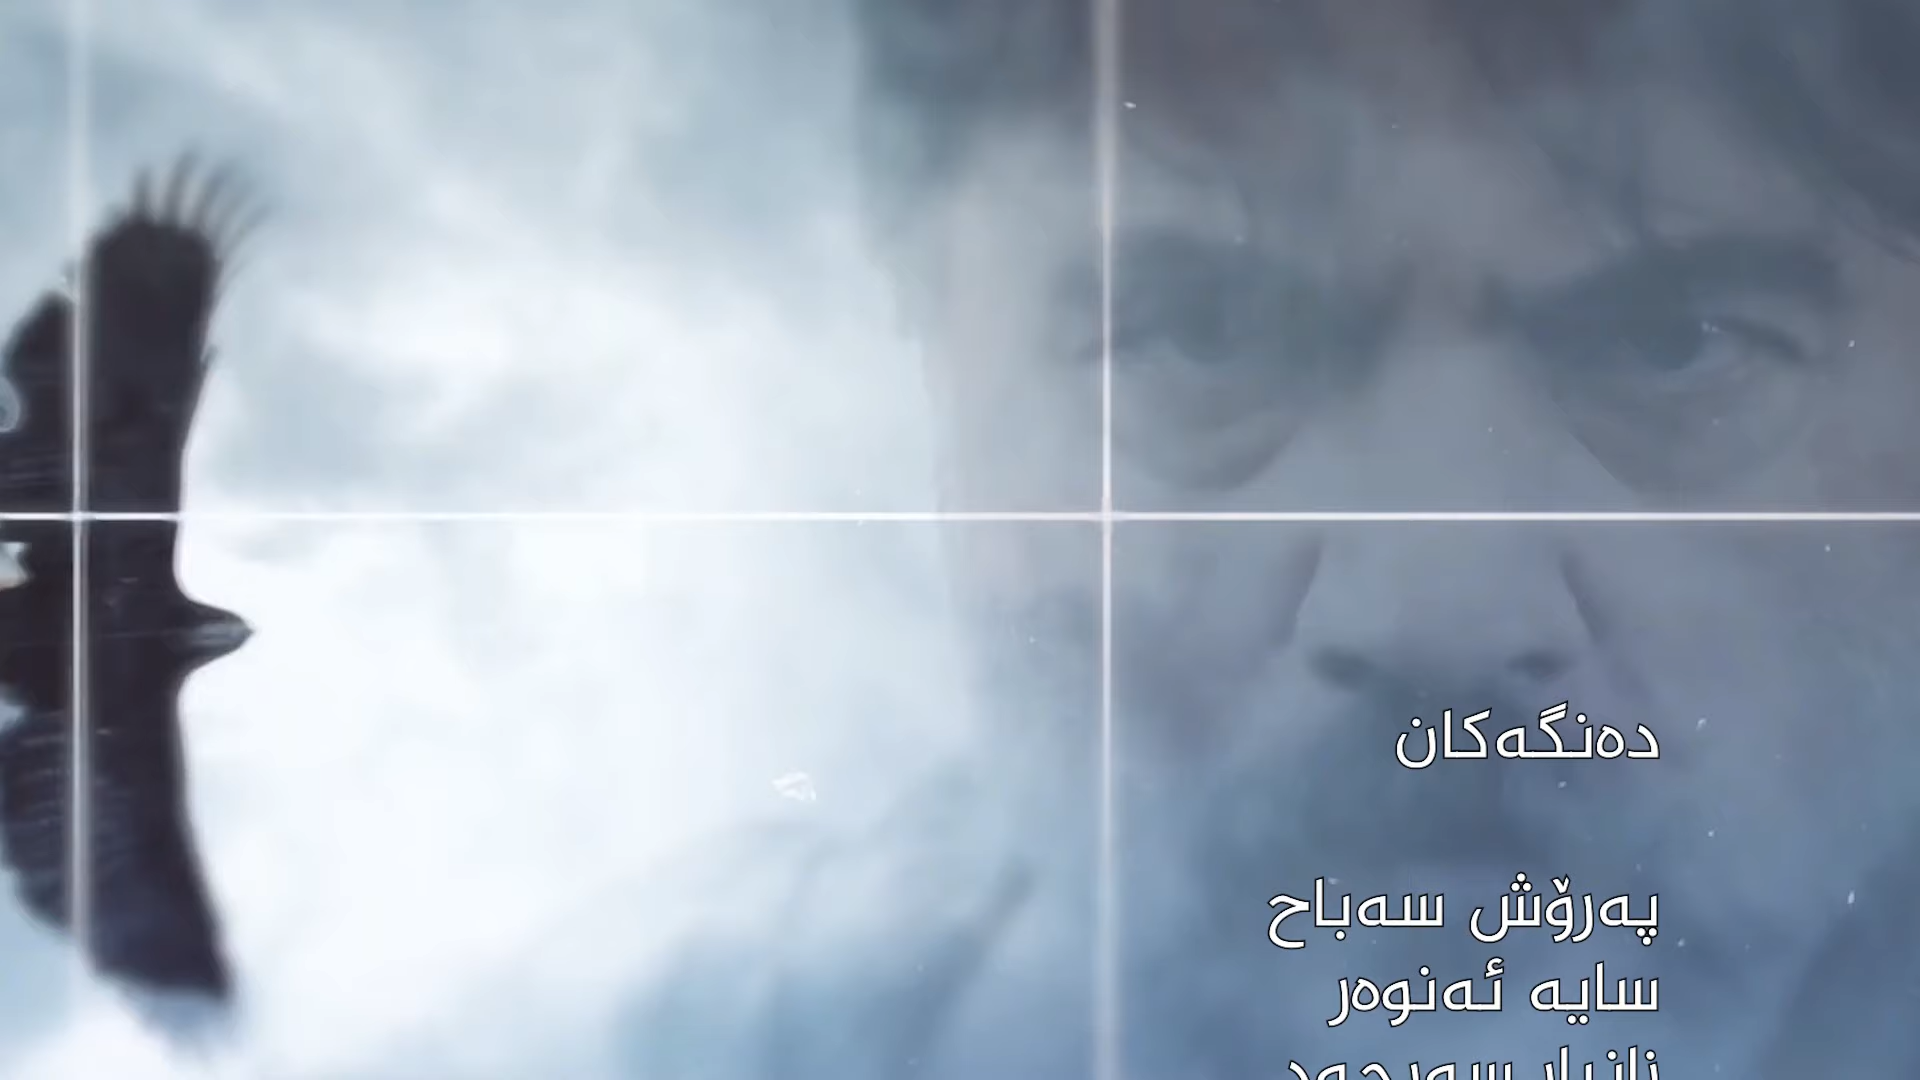 دەنگەکان
پەرۆش سەباح
سایە ئەنوەر